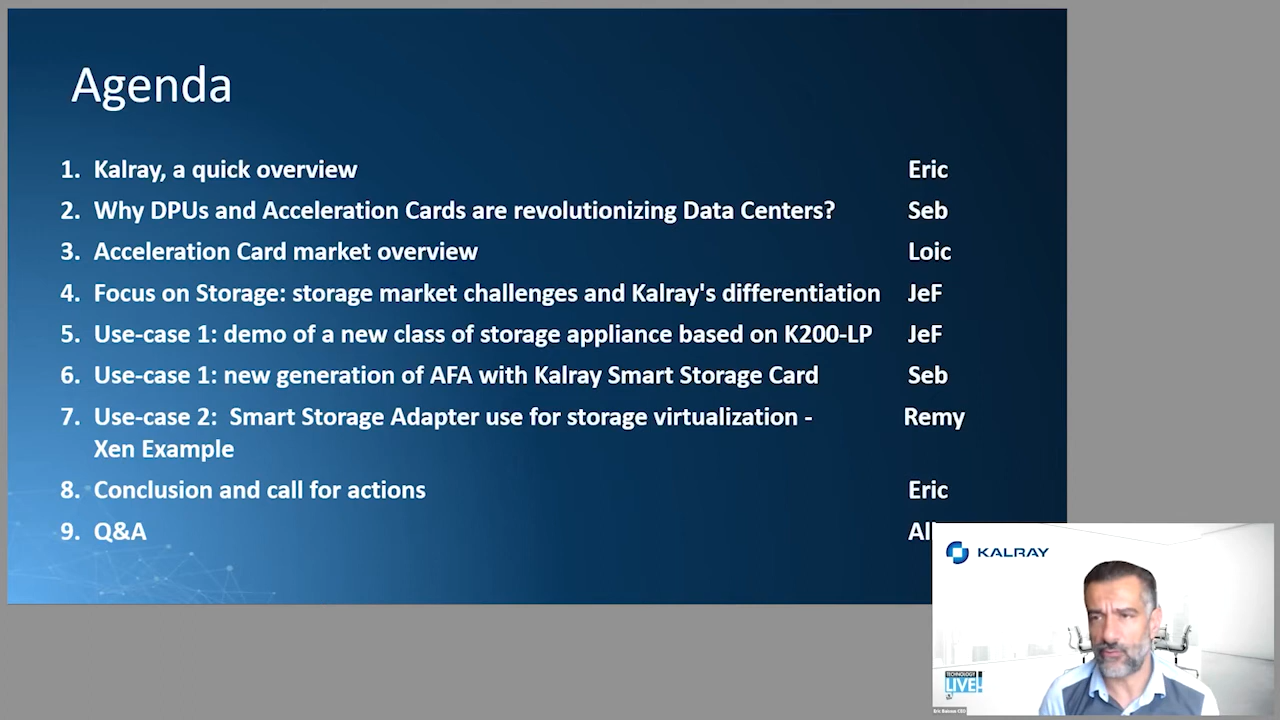 Agenda
1. Kalray, a quick overview Eric
2. Why DPUs and Acceleration Cards are revolutionizing Data Centers? Seb
3. Acceleration Card market overview Loic
4. Focus on Storage: storage market challenges and Kalray's differentiation JeF
5. Use-case 1: demo of a new class of storage appliance based on K200-LP JeF
6. Use-case 1: new generation of AFA with Kalray Smart Storage Card Seb
7. Use-case 2: Smart Storage Adapter use for storage virtualization - Remy
Xen Example
8. Conclusion and call for actions Eric
9. Q&A
KALRAY
TECHNOLOGY
LIVE!